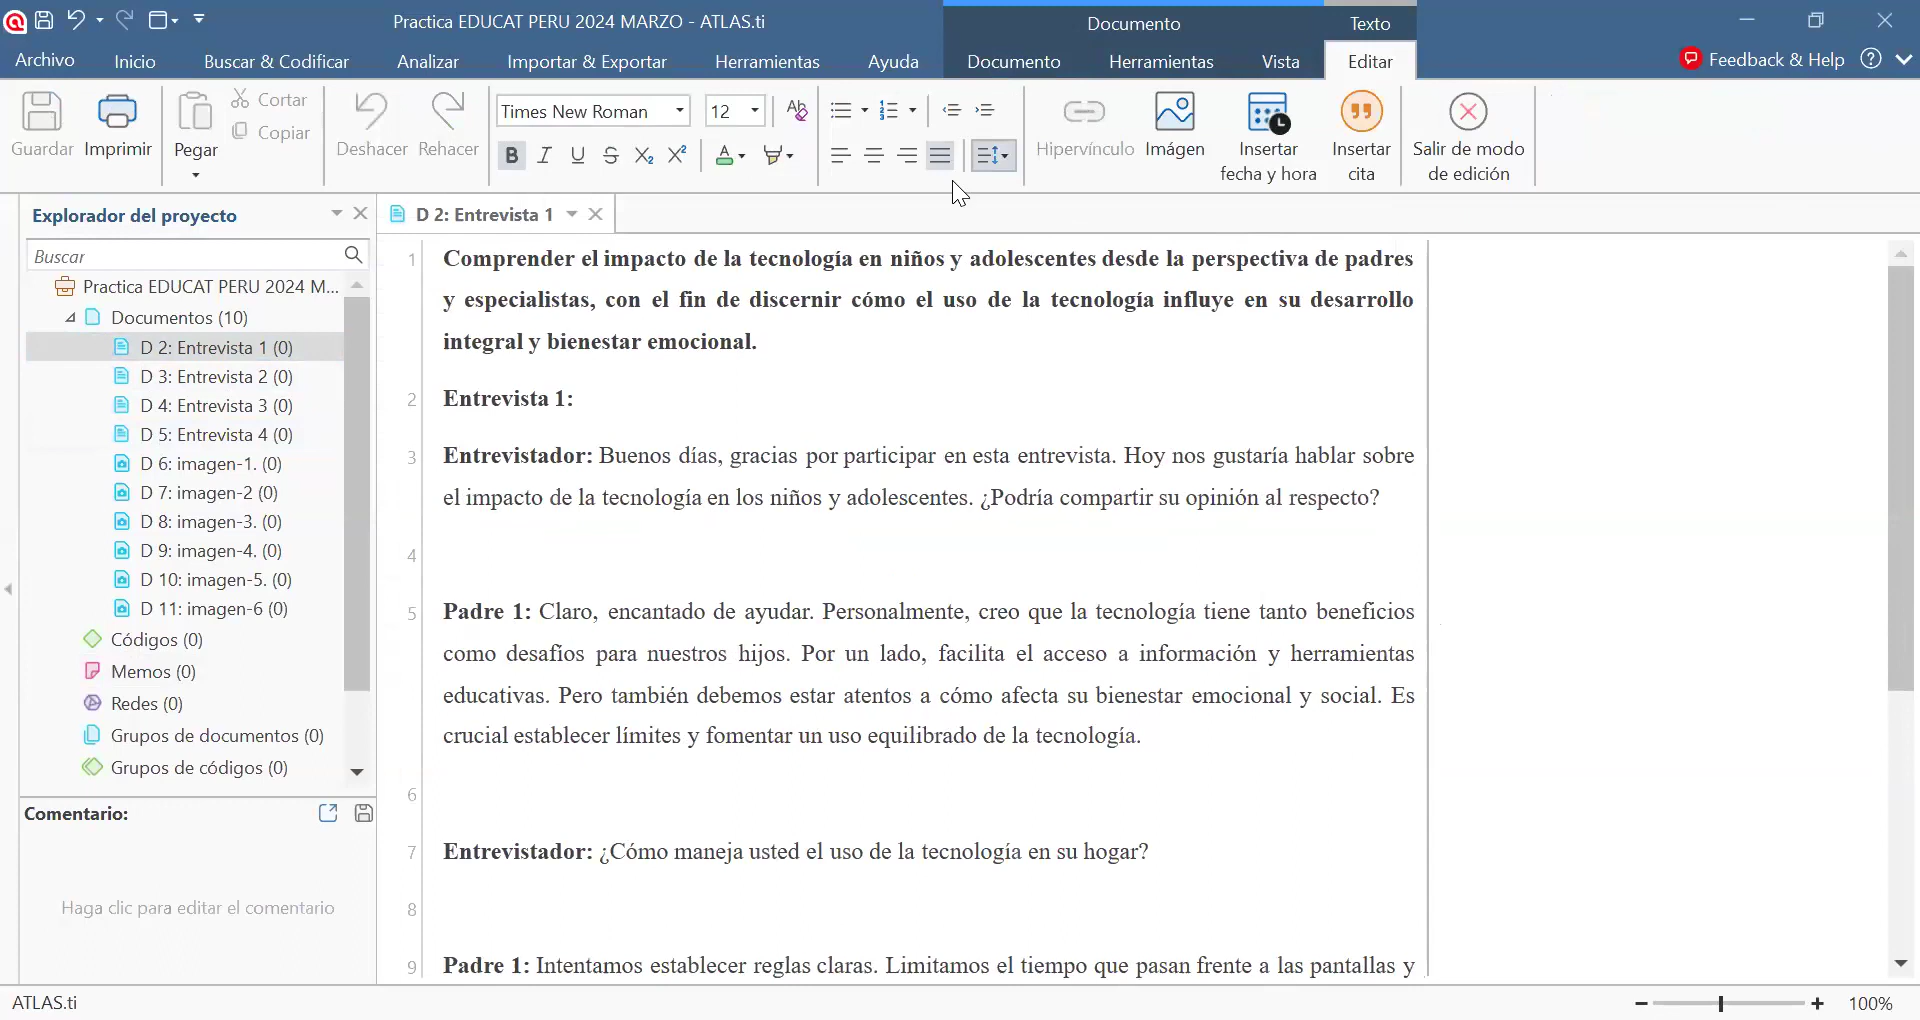 Practica EDUCAT PERU 2024 MARZO - ATLAS.ti
Documento
Texto
Archivo
Inicio
Buscar & Codificar
Analizar
Importar & Exportar
Herramientas
Ayuda
Documento
Herramientas
Vista
Editar
Feedback & Help
Guardar
Imprimir
Pegar
Cortar
Copiar
Deshacer
Rehacer
Times New Roman
12
Hipervínculo
Imágen
Insertar
fecha y hora
Insertar
cita
Salir de modo
de edición
Explorador del proyecto
Buscar
Practica EDUCAT PERU 2024 M...
Documentos (10)
D 2: Entrevista 1 (0)
D 3: Entrevista 2 (0)
D 4: Entrevista 3 (0)
D 5: Entrevista 4 (0)
D 6: imagen-1. (0)
D 7: imagen-2 (0)
D 8: imagen-3. (0)
D 9: imagen-4. (0)
D 10: imagen-5. (0)
D 11: imagen-6 (0)
Códigos (0)
Memos (0)
Redes (0)
Grupos de documentos (0)
Grupos de códigos (0)
Comentario:
Haga clic para editar el comentario
D 2: Entrevista 1
1 Comprender el impacto de la tecnología en niños y adolescentes desde la perspectiva de padres
y especialistas, con el fin de discernir cómo el uso de la tecnología influye en su desarrollo
integral y bienestar emocional.
2 Entrevista 1:
3 Entrevistador: Buenos días, gracias por participar en esta entrevista. Hoy nos gustaría hablar sobre
el impacto de la tecnología en los niños y adolescentes. ¿Podría compartir su opinión al respecto?
4
5 Padre 1: Claro, encantado de ayudar. Personalmente, creo que la tecnología tiene tanto beneficios
como desafíos para nuestros hijos. Por un lado, facilita el acceso a información y herramientas
educativas. Pero también debemos estar atentos a cómo afecta su bienestar emocional y social. Es
crucial establecer límites y fomentar un uso equilibrado de la tecnología.
6
7 Entrevistador: ¿Cómo maneja usted el uso de la tecnología en su hogar?
8
9 Padre 1: Intentamos establecer reglas claras. Limitamos el tiempo que pasan frente a las pantallas y
ATLAS.ti
100%